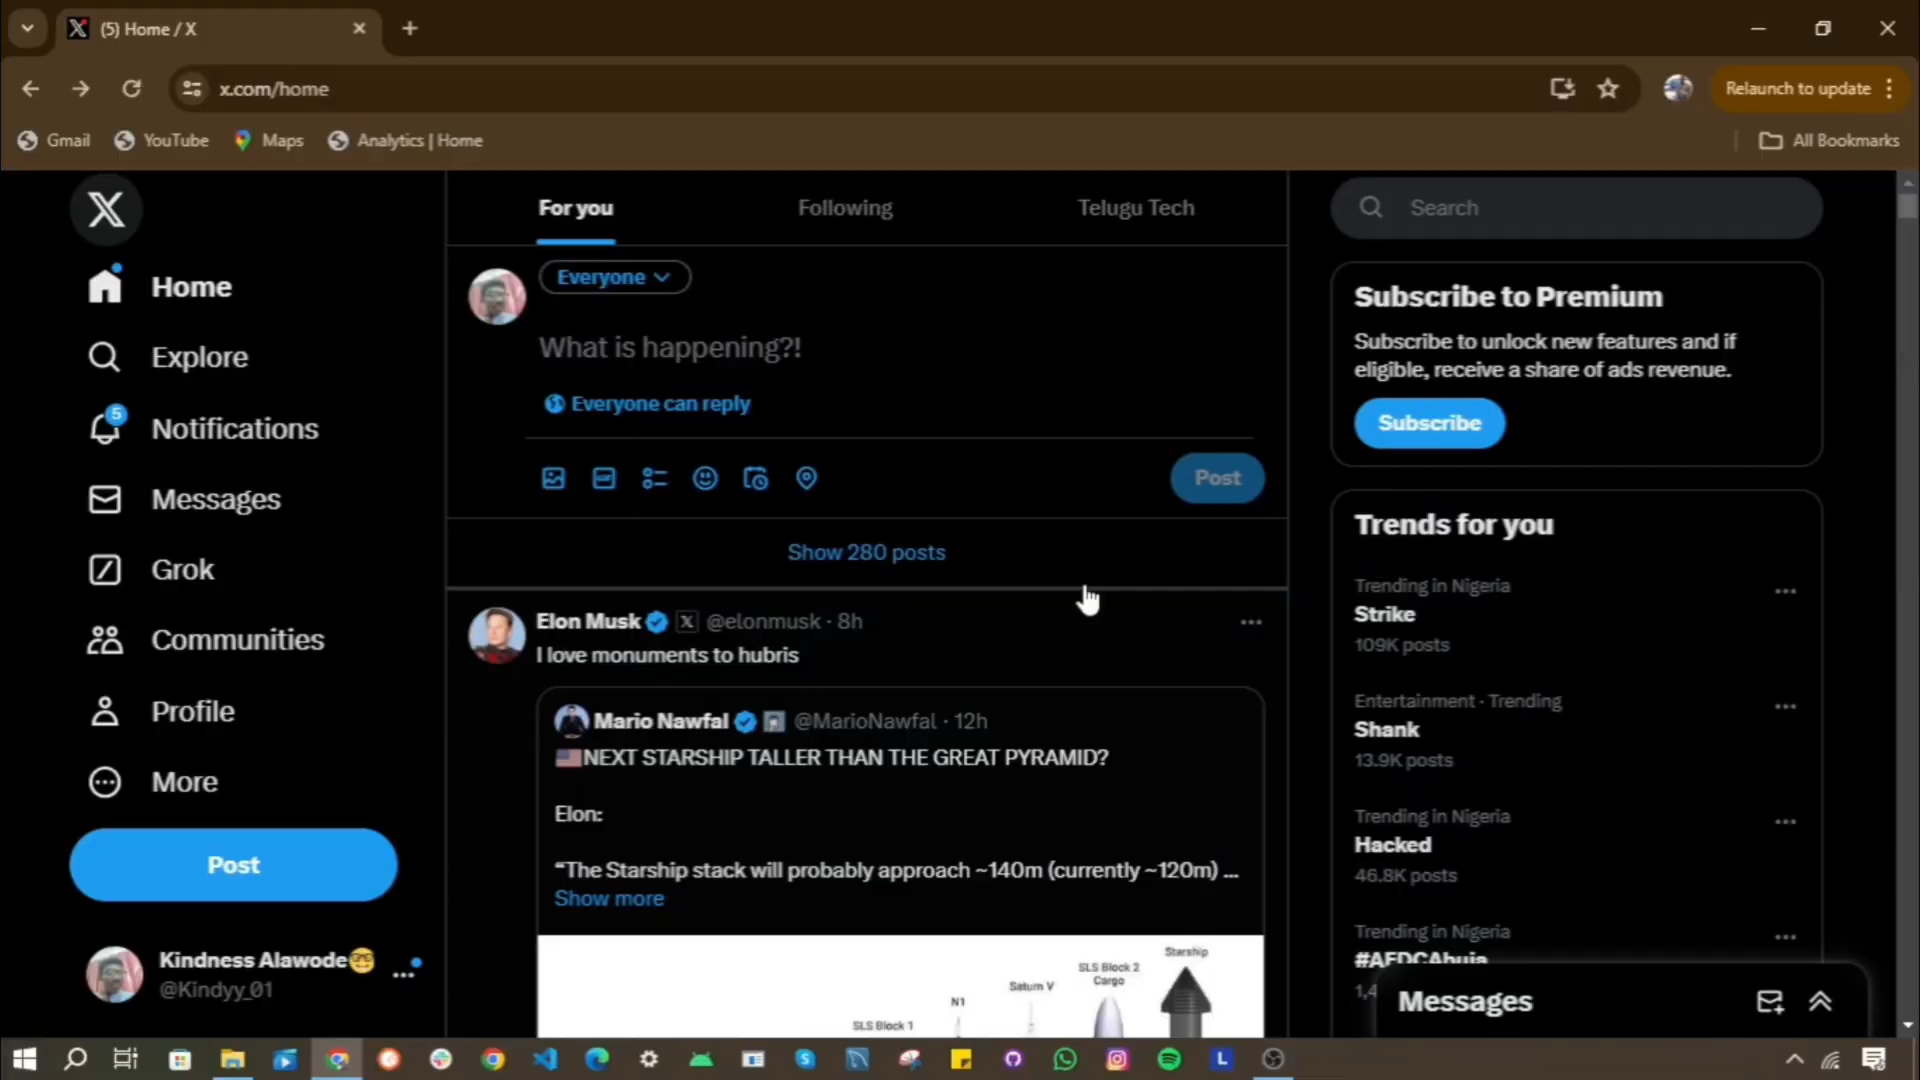 (5) Home / X
x.com/home
Relaunch to update
Gmail
YouTube
Maps
Analytics | Home
All Bookmarks
Home
Explore
5
Notifications
Messages
Grok
Communities
Profile
More
Post
Kindness Alawode🤓
@Kindyy_01
For you
Following
Telugu Tech
Everyone
What is happening?!
Everyone can reply
GIF
Post
Show 280 posts
Elon Musk @elonmusk · 8h
I love monuments to hubris
Mario Nawfal @MarioNawfal · 12h
🇺🇸NEXT STARSHIP TALLER THAN THE GREAT PYRAMID?
Elon:
“The Starship stack will probably approach ~140m (currently ~120m) ...
Show more
Starship
SLS Block 2
Cargo
Saturn V
N1
SLS Block 1
Search
Subscribe to Premium
Subscribe to unlock new features and if
eligible, receive a share of ads revenue.
Subscribe
Trends for you
Trending in Nigeria
Strike
109K posts
Entertainment · Trending
Shank
13.9K posts
Trending in Nigeria
Hacked
46.8K posts
Trending in Nigeria
#AEDCAbuja
1,4
Messages